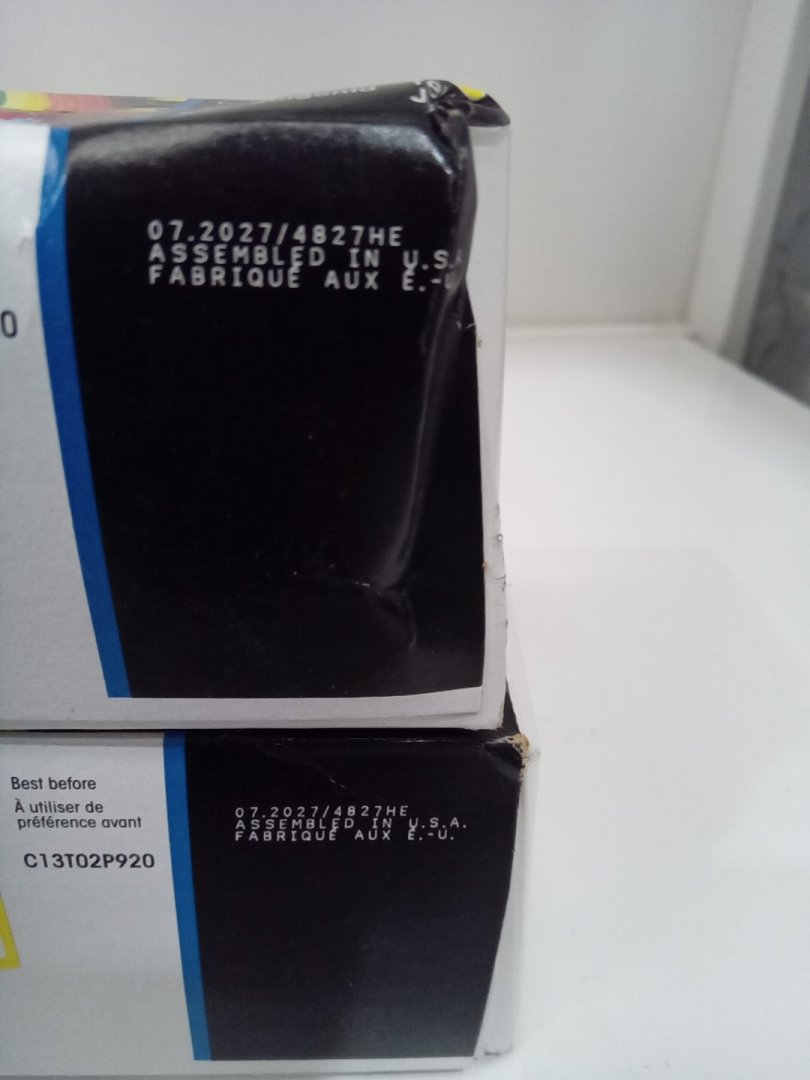 0
07.2027/4827HE
ASSEMBLED IN U.S.
FABRIQUÉ AUX É.-U
Best before
À utiliser de
préférence avant
C13T02P920
07.2027/4827HE
ASSEMBLED IN U.S.A.
FABRIQUÉ AUX É.-U.